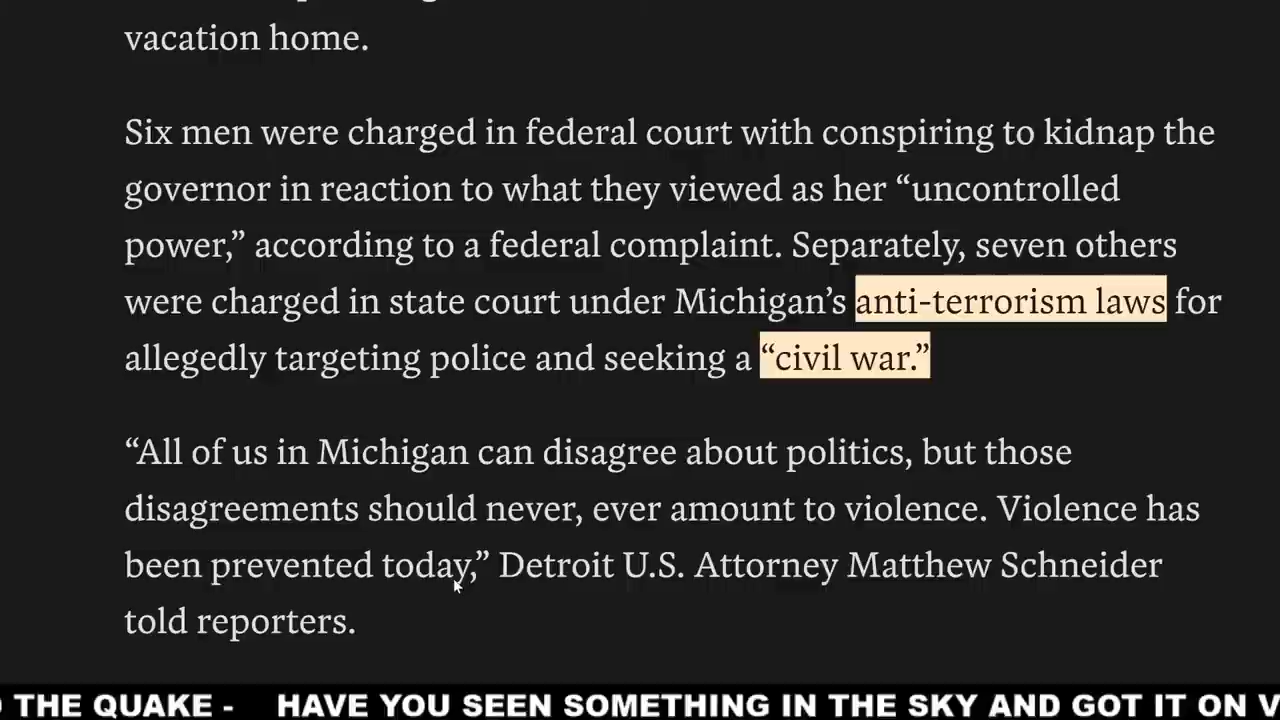 vacation home.
Six men were charged in federal court with conspiring to kidnap the
governor in reaction to what they viewed as her “uncontrolled
power,” according to a federal complaint. Separately, seven others
were charged in state court under Michigan’s anti-terrorism laws for
allegedly targeting police and seeking a “civil war.”
“All of us in Michigan can disagree about politics, but those
disagreements should never, ever amount to violence. Violence has
been prevented today,” Detroit U.S. Attorney Matthew Schneider
told reporters.
THE QUAKE - HAVE YOU SEEN SOMETHING IN THE SKY AND GOT IT ON